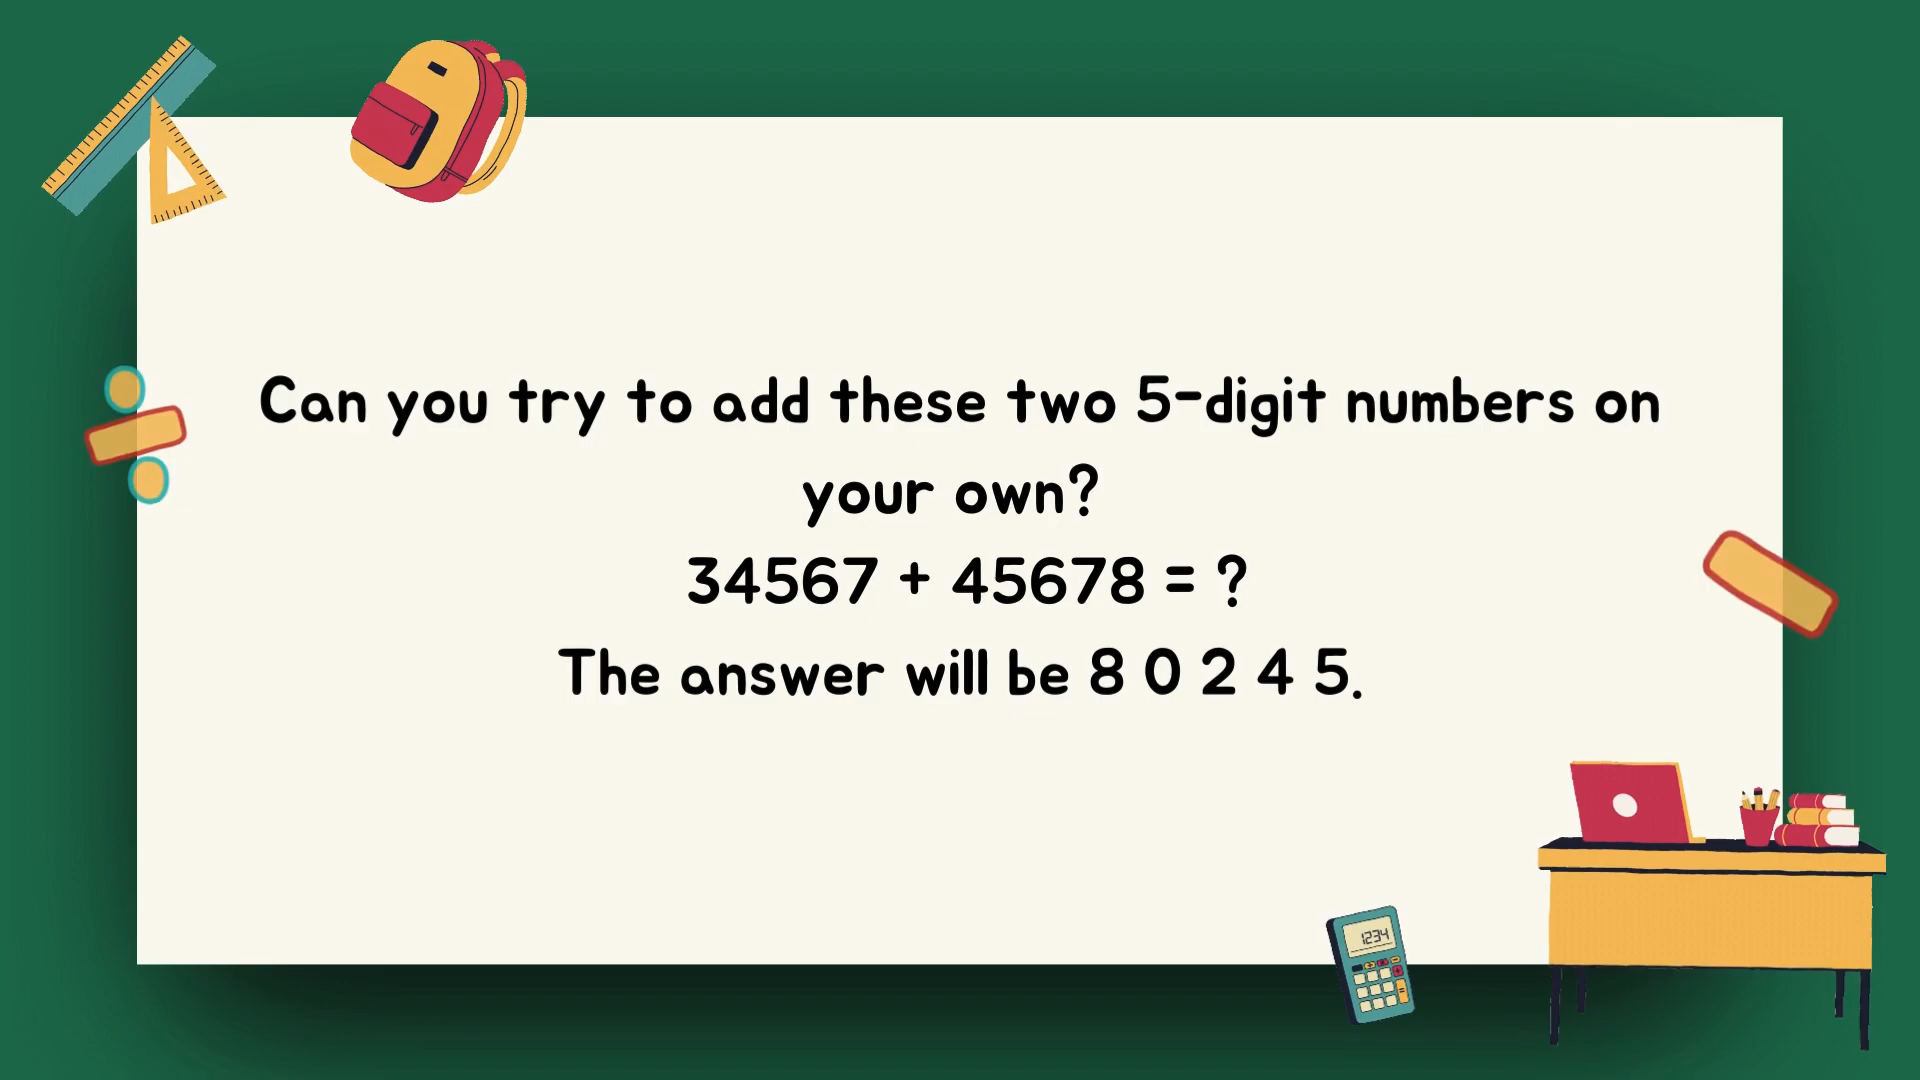 Can you try to add these two 5-digit numbers on
your own?
34567 + 45678 = ?
The answer will be 8 0 2 4 5.
1234